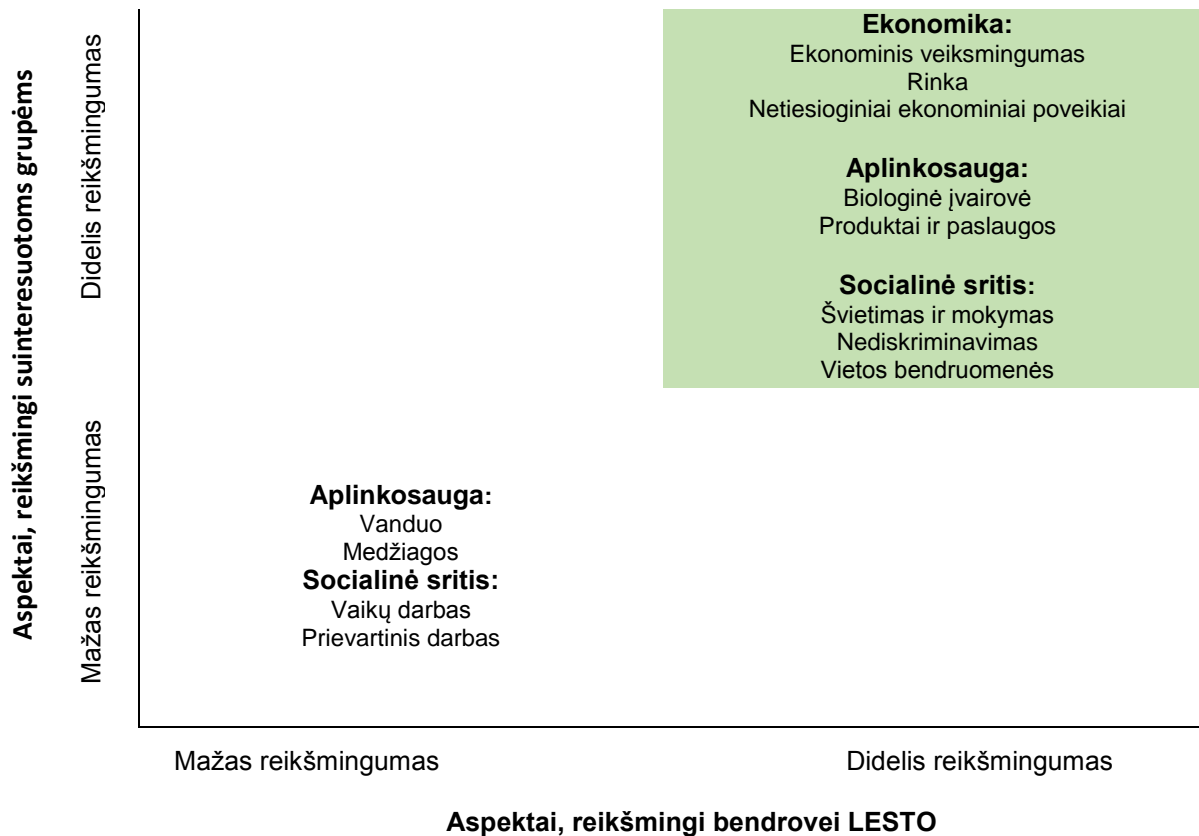 Aspektai, reikšmingi suinteresuotoms grupėms
Didelis reikšmingumas
Mažas reikšmingumas
Ekonomika:
Ekonominis veiksmingumas
Rinka
Netiesioginiai ekonominiai poveikiai
Aplinkosauga:
Biologinė įvairovė
Produktai ir paslaugos
Socialinė sritis:
Švietimas ir mokymas
Nediskriminavimas
Vietos bendruomenės
Aplinkosauga:
Vanduo
Medžiagos
Socialinė sritis:
Vaikų darbas
Prievartinis darbas
Mažas reikšmingumas
Didelis reikšmingumas
Aspektai, reikšmingi bendrovei LESTO